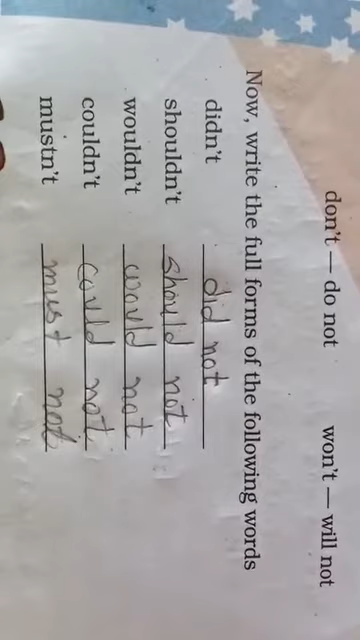 don't — do not won't — will not
Now, write the full forms of the following words
didn't did not
shouldn't should not
wouldn't would not
couldn't could not
mustn't must not